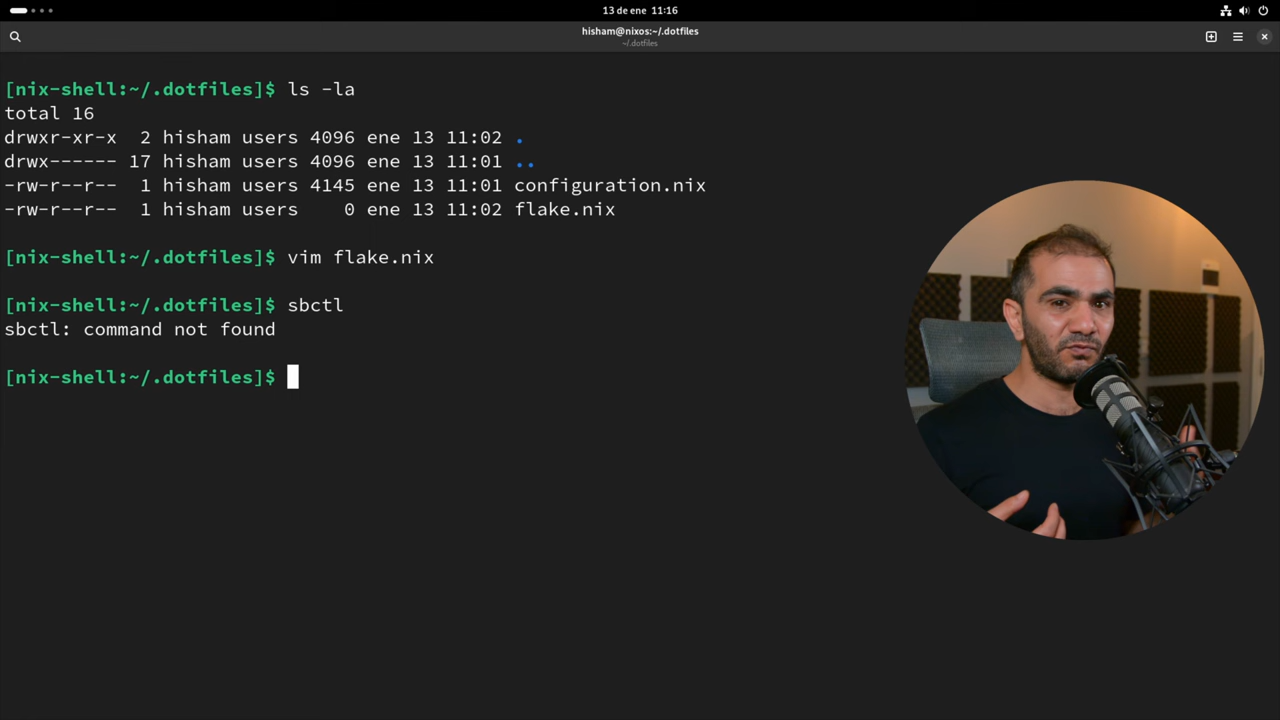 13 de ene 11:16
hisham@nixos:~/.dotfiles
~/.dotfiles
[nix-shell:~/.dotfiles]$ ls -la
total 16
drwxr-xr-x 2 hisham users 4096 ene 13 11:02 .
drwx------ 17 hisham users 4096 ene 13 11:01 ..
-rw-r--r-- 1 hisham users 4145 ene 13 11:01 configuration.nix
-rw-r--r-- 1 hisham users 0 ene 13 11:02 flake.nix
[nix-shell:~/.dotfiles]$ vim flake.nix
[nix-shell:~/.dotfiles]$ sbctl
sbctl: command not found
[nix-shell:~/.dotfiles]$